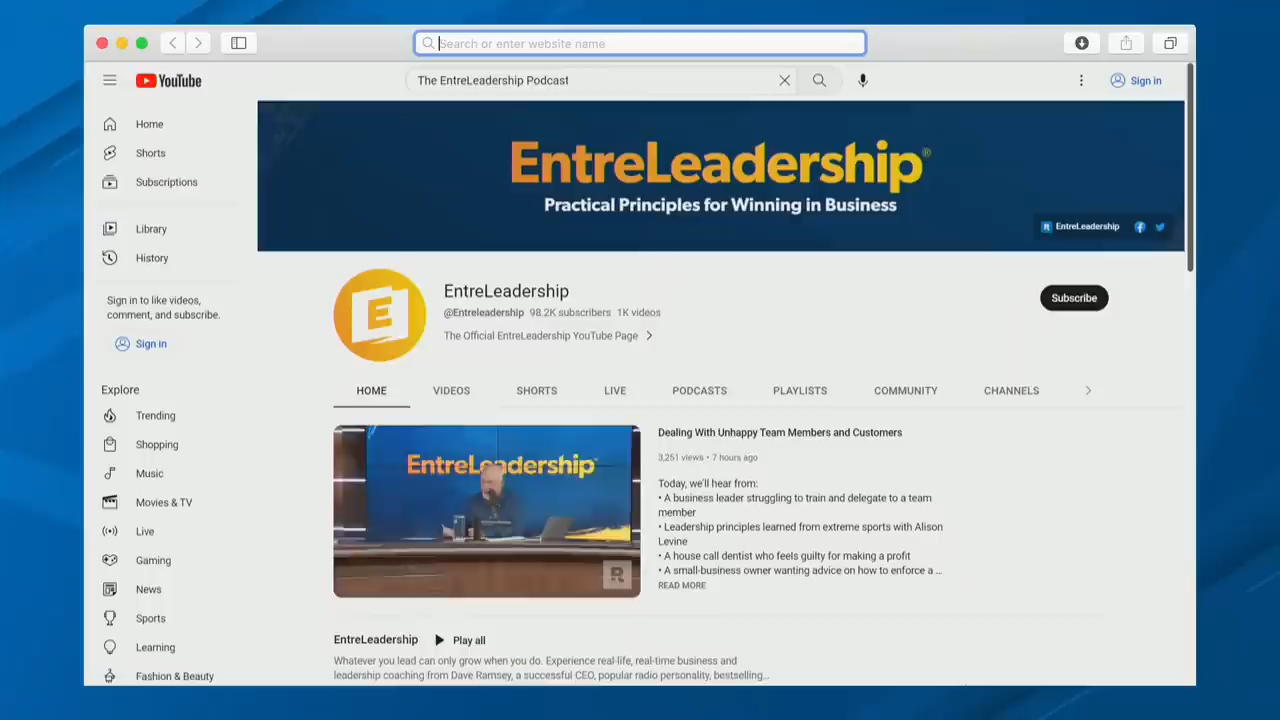 Search or enter website name
YouTube
The EntreLeadership Podcast
Sign in
Home
Shorts
Subscriptions
Library
History
Sign in to like videos,
comment, and subscribe.
Sign in
Explore
Trending
Shopping
Music
Movies & TV
Live
Gaming
News
Sports
Learning
Fashion & Beauty
EntreLeadership®
Practical Principles for Winning in Business
R EntreLeadership
E
EntreLeadership
@Entreleadership 98.2K subscribers 1K videos
The Official EntreLeadership YouTube Page
Subscribe
HOME VIDEOS SHORTS LIVE PODCASTS PLAYLISTS COMMUNITY CHANNELS
EntreLeadership
R
Dealing With Unhappy Team Members and Customers
3,251 views • 7 hours ago
Today, we'll hear from:
• A business leader struggling to train and delegate to a team
member
• Leadership principles learned from extreme sports with Alison
Levine
• A house call dentist who feels guilty for making a profit
• A small-business owner wanting advice on how to enforce a ...
READ MORE
EntreLeadership Play all
Whatever you lead can only grow when you do. Experience real-life, real-time business and
leadership coaching from Dave Ramsey, a successful CEO, popular radio personality, bestselling...